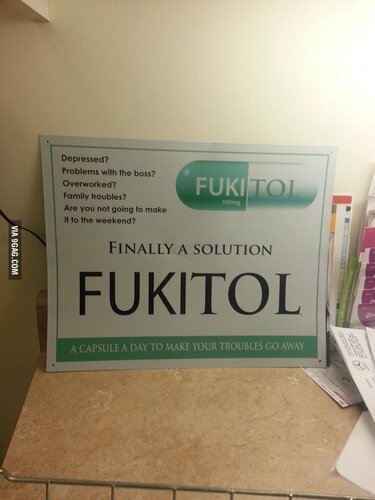 Depressed?
Problems with the boss?
Overworked?
Family troubles?
Are you not going to make
it to the weekend?
FUKITOL
500mg
FINALLY A SOLUTION
FUKITOL
A CAPSULE A DAY TO MAKE YOUR TROUBLES GO AWAY
VIA 9GAG.COM